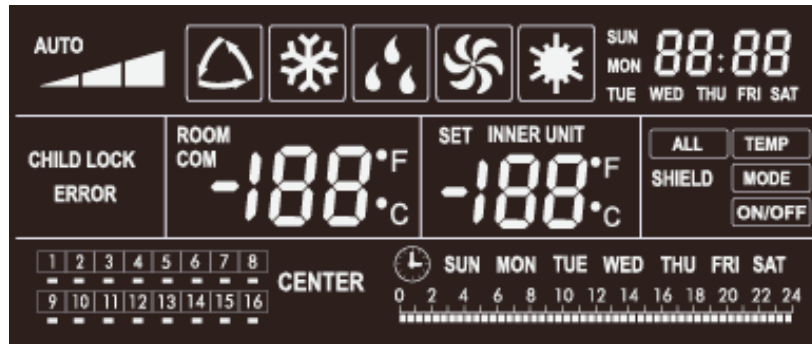 AUTO
SUN
MON
TUE WED THU FRI SAT
88:88
CHILD LOCK
ERROR
ROOM
COM
-188°F
°C
SET INNER UNIT
-188°F
°C
ALL TEMP
SHIELD MODE
ON/OFF
1 2 3 4 5 6 7 8
9 10 11 12 13 14 15 16
CENTER
SUN MON TUE WED THU FRI SAT
0 2 4 6 8 10 12 14 16 18 20 22 24